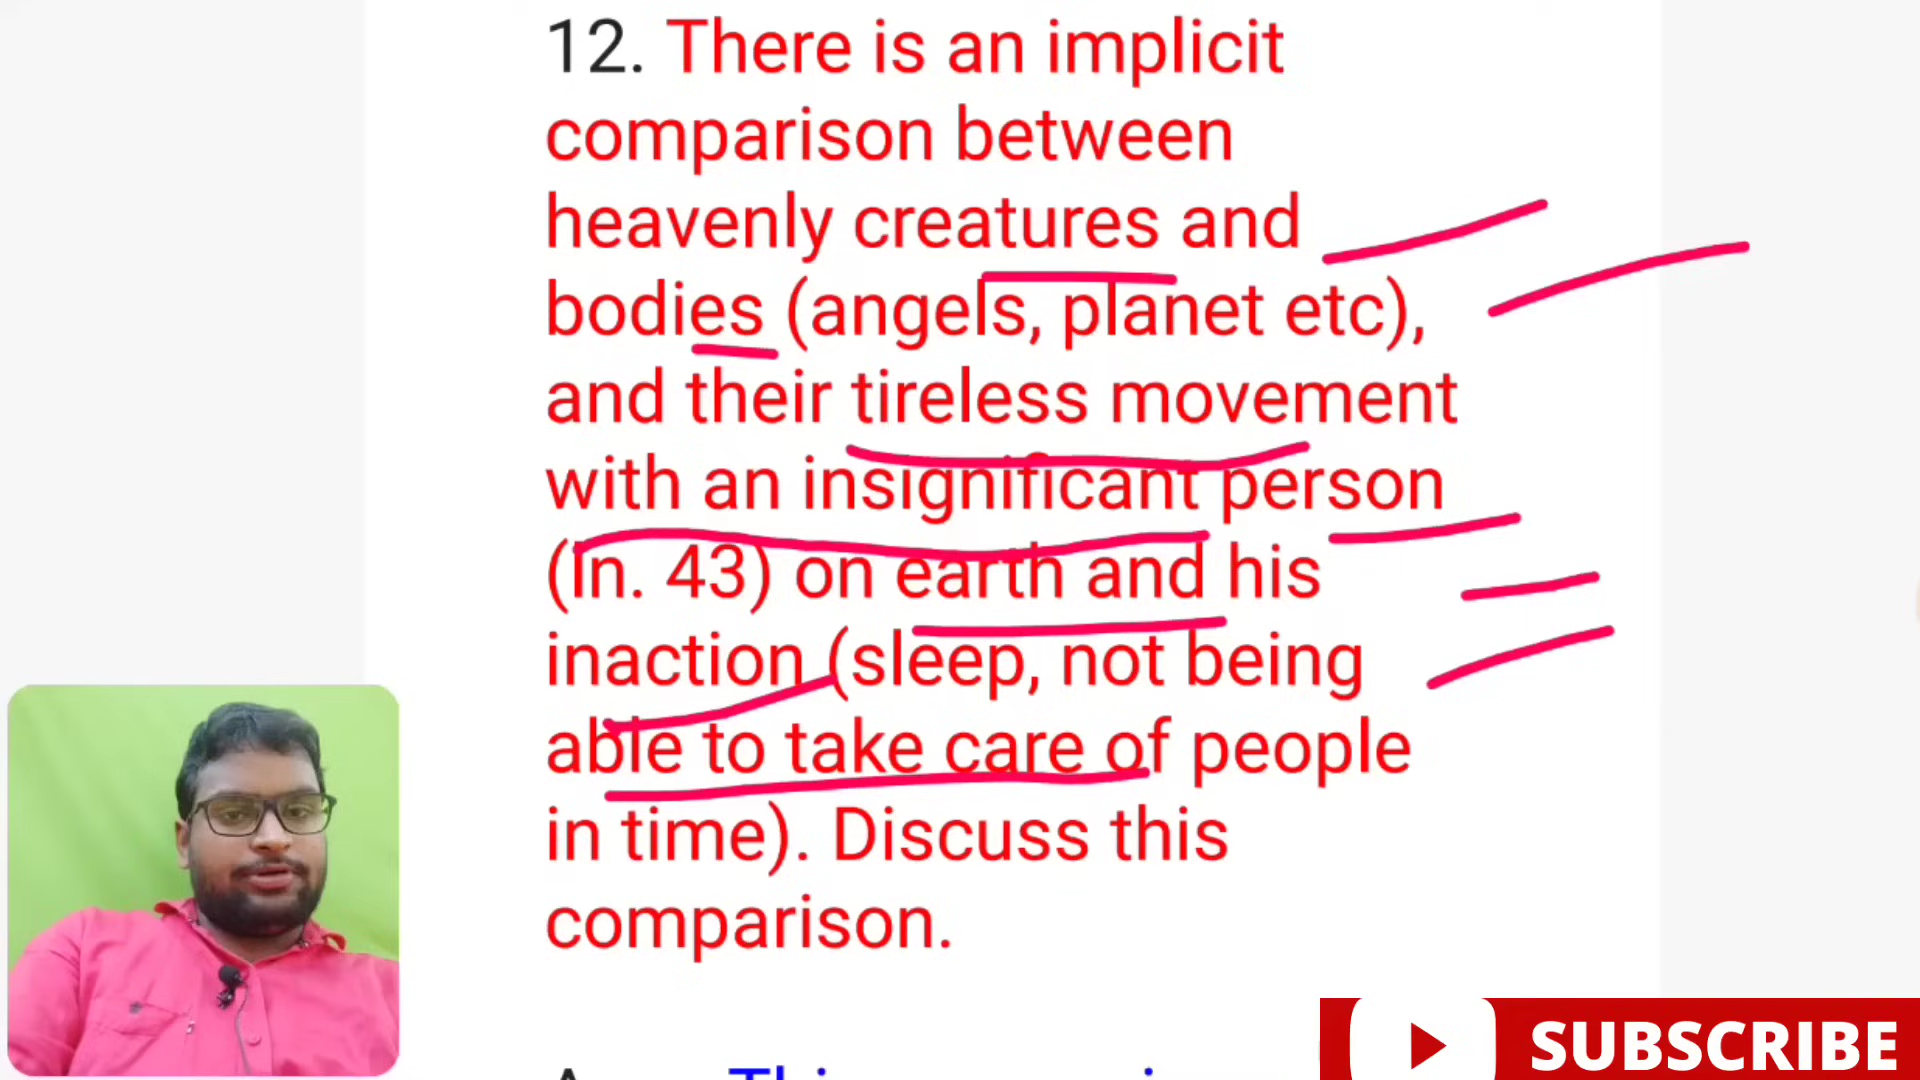 12. There is an implicit
comparison between
heavenly creatures and
bodies (angels, planet etc),
and their tireless movement
with an insignificant person
(ln. 43) on earth and his
inaction (sleep, not being
able to take care of people
in time). Discuss this
comparison.
SUBSCRIBE